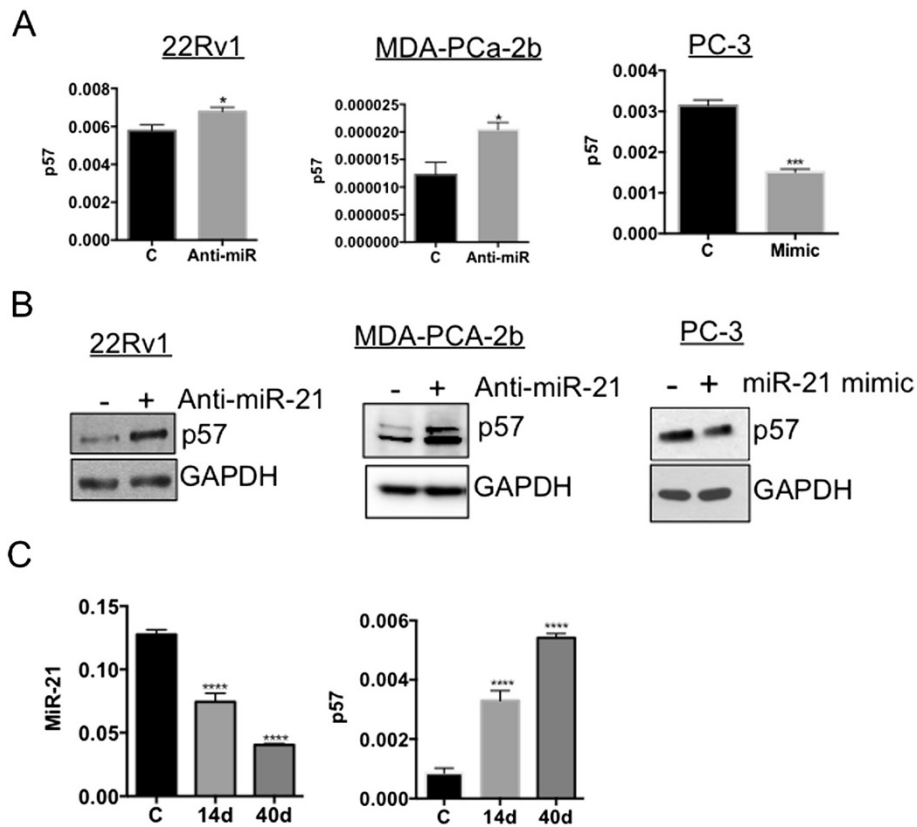 A
22Rv1
p57
0.008
0.006
0.004
0.002
0.000
*
C Anti-miR
MDA-PCa-2b
p57
0.000025
0.000020
0.000015
0.000010
0.000005
0.000000
*
C Anti-miR
PC-3
p57
0.004
0.003
0.002
0.001
0.000
***
C Mimic
B
22Rv1
- + Anti-miR-21
p57
GAPDH
MDA-PCA-2b
- + Anti-miR-21
p57
GAPDH
PC-3
- + miR-21 mimic
p57
GAPDH
C
MiR-21
0.15
0.10
0.05
0.00
****
****
C 14d 40d
p57
0.006
0.004
0.002
0.000
****
****
C 14d 40d